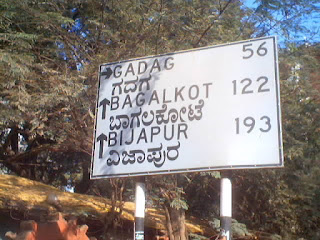 →GADAG 56
ಗದಗ
↑BAGALKOT 122
ಬಾಗಲಕೋಟೆ
↑BIJAPUR 193
ವಿಜಾಪುರ